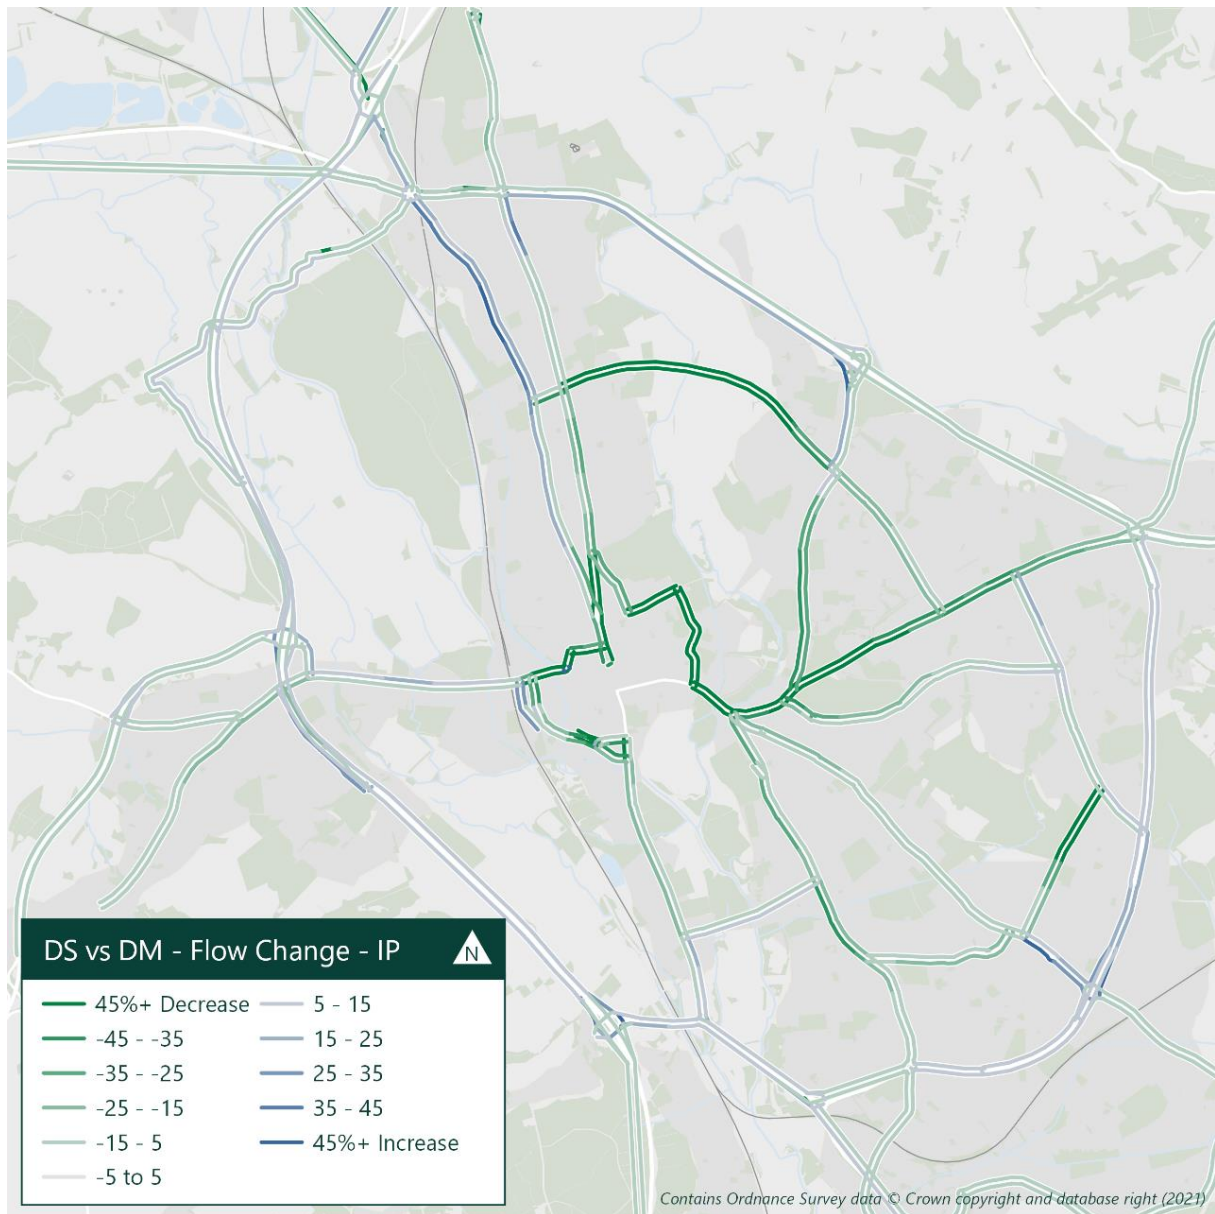 DS vs DM - Flow Change - IP
N
45%+ Decrease
-45 - -35
-35 - -25
-25 - -15
-15 - 5
-5 to 5
5 - 15
15 - 25
25 - 35
35 - 45
45%+ Increase
Contains Ordnance Survey data © Crown copyright and database right (2021)